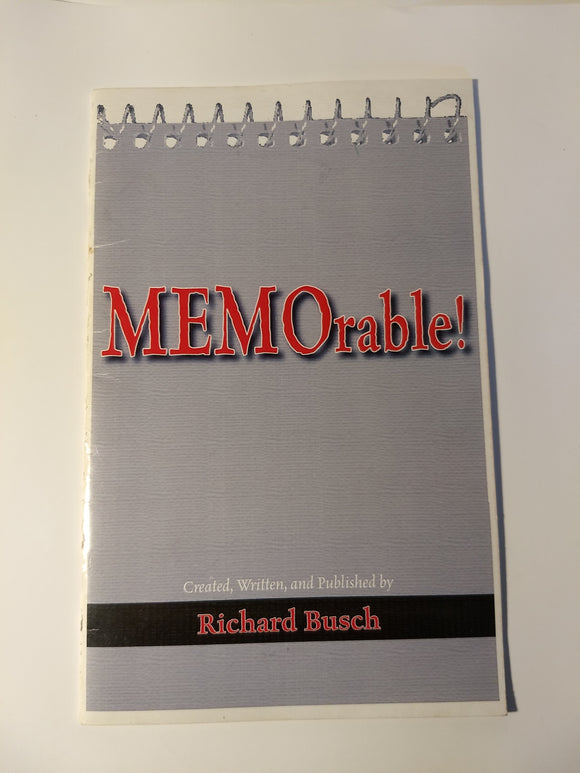 MEMOrable!
Created, Written, and Published by
Richard Busch